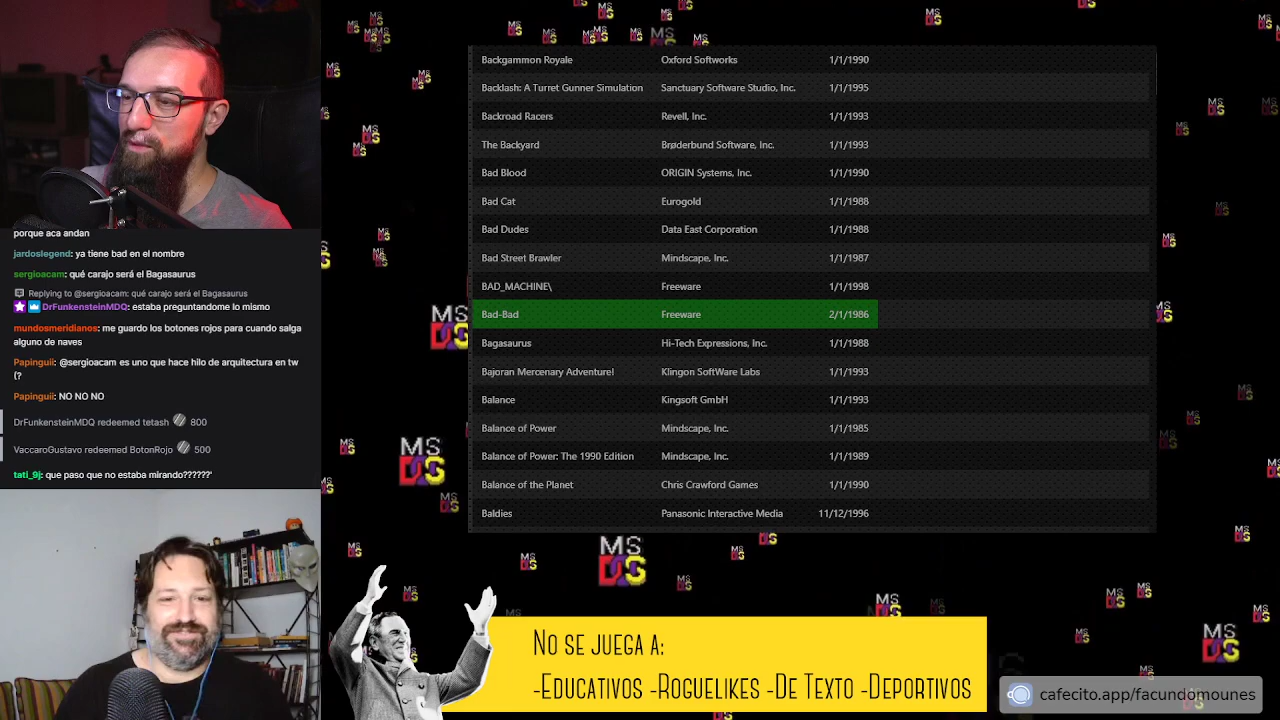 porque aca andan
jardoslegend: ya tiene bad en el nombre
sergioacam: qué carajo será el Bagasaurus
Replying to @sergioacam: qué carajo será el Bagasaurus
DrFunkensteinMDQ: estaba preguntandome lo mismo
mundosmeridianos: me guardo los botones rojos para cuando salga
alguno de naves
Papinguii: @sergioacam es uno que hace hilo de arquitectura en tw
(?
Papinguii: NO NO NO
DrFunkensteinMDQ redeemed tetash 800
VaccaroGustavo redeemed BotonRojo 500
tati_9j: que paso que no estaba mirando??????'
Backgammon Royale Oxford Softworks 1/1/1990
Backlash: A Turret Gunner Simulation Sanctuary Software Studio, Inc. 1/1/1995
Backroad Racers Revell, Inc. 1/1/1993
The Backyard Brøderbund Software, Inc. 1/1/1993
Bad Blood ORIGIN Systems, Inc. 1/1/1990
Bad Cat Eurogold 1/1/1988
Bad Dudes Data East Corporation 1/1/1988
Bad Street Brawler Mindscape, Inc. 1/1/1987
BAD_MACHINE\ Freeware 1/1/1998
Bad-Bad Freeware 2/1/1986
Bagasaurus Hi-Tech Expressions, Inc. 1/1/1988
Bajoran Mercenary Adventure! Klingon SoftWare Labs 1/1/1993
Balance Kingsoft GmbH 1/1/1993
Balance of Power Mindscape, Inc. 1/1/1985
Balance of Power: The 1990 Edition Mindscape, Inc. 1/1/1989
Balance of the Planet Chris Crawford Games 1/1/1990
Baldies Panasonic Interactive Media 11/12/1996
MS
DOS
No se juega a:
-Educativos -Roguelikes -De Texto -Deportivos
cafecito.app/facundomounes